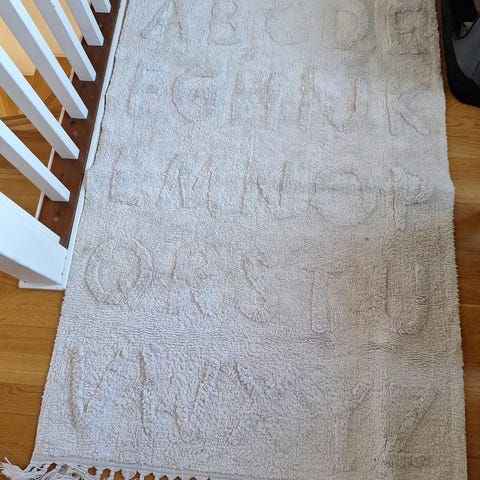 ABCDE
FGHIJK
LMNOP
QRSTU
VWXYZ